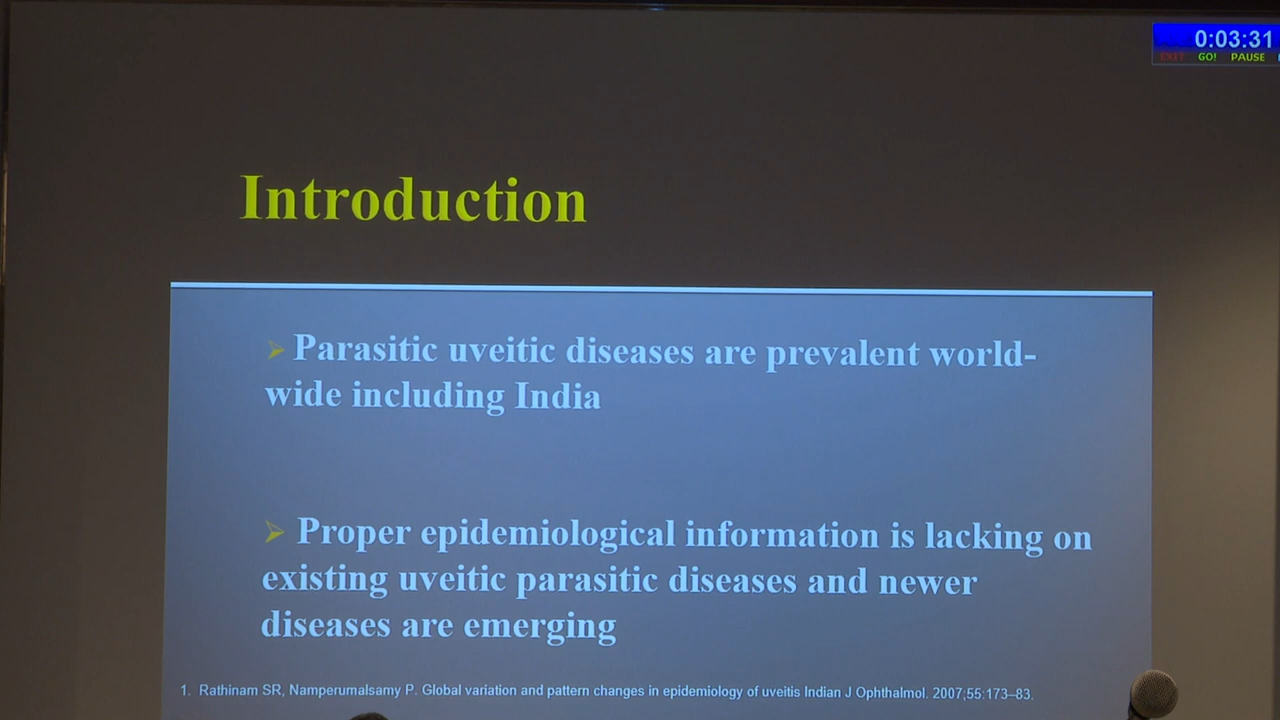 0:03:31
EXIT GO! PAUSE
Introduction
➢ Parasitic uveitic diseases are prevalent world-
wide including India
➢ Proper epidemiological information is lacking on
existing uveitic parasitic diseases and newer
diseases are emerging
1. Rathinam SR, Namperumalsamy P. Global variation and pattern changes in epidemiology of uveitis Indian J Ophthalmol. 2007;55:173–83.